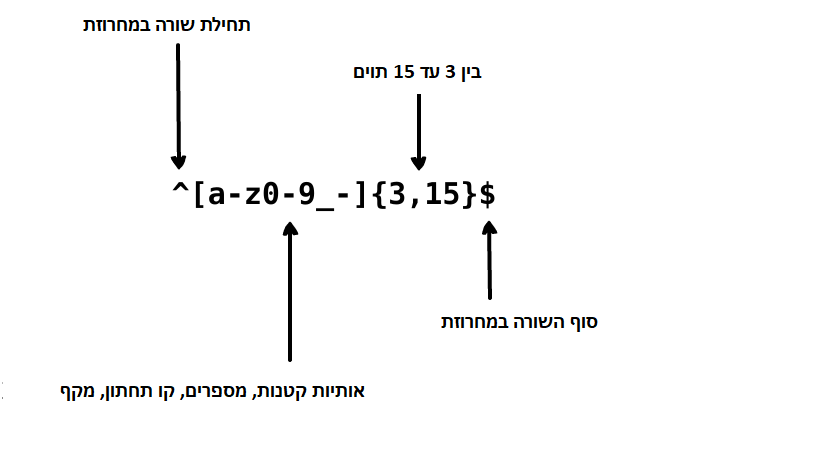 תחילת שורה במחרוזת
בין 3 עד 15 תוים
^[a-z0-9_-]{3,15}$
סוף השורה במחרוזת
אותיות קטנות, מספרים, קו תחתון, מקף